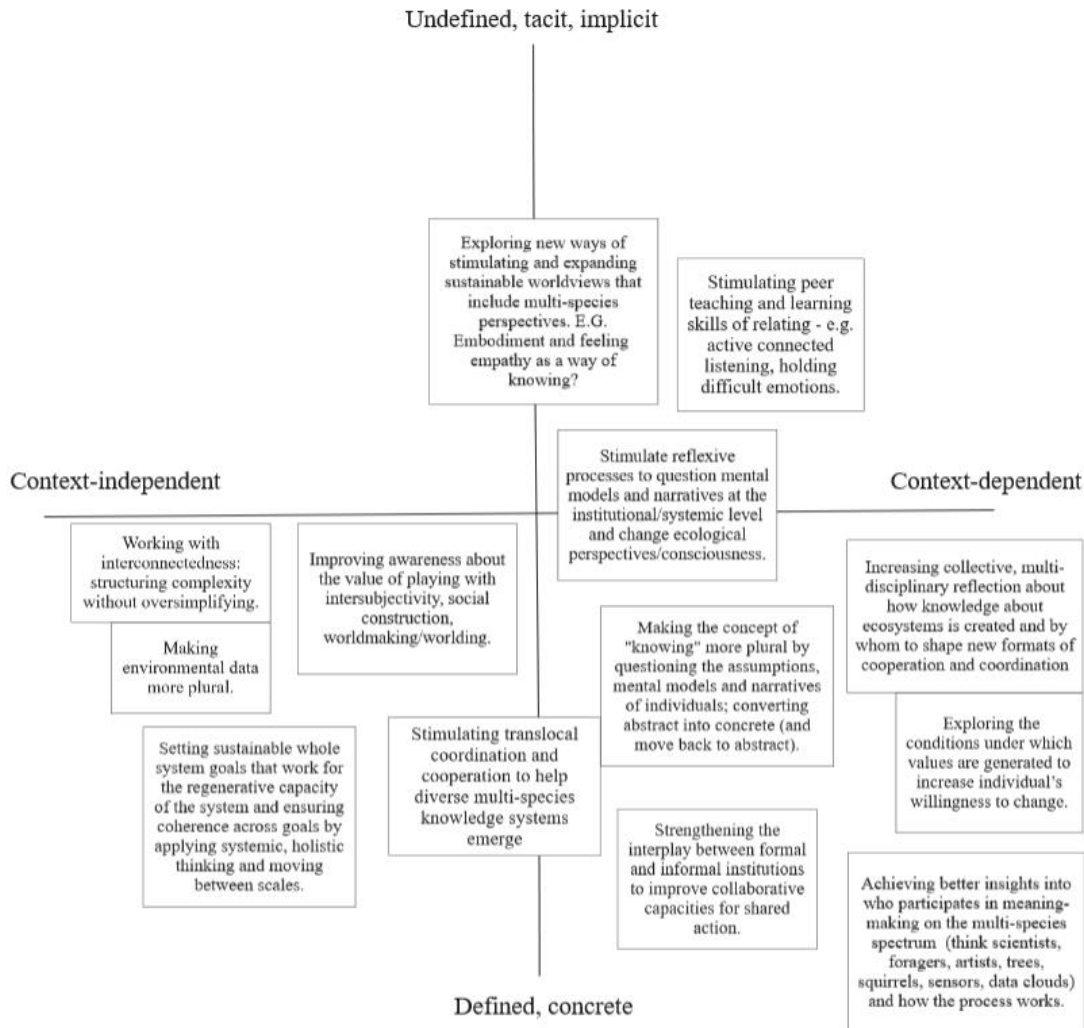 Undefined, tacit, implicit
Exploring new ways of
stimulating and expanding
sustainable worldviews that
include multi-species
perspectives. E.G.
Embodiment and feeling
empathy as a way of
knowing?
Stimulating peer
teaching and learning
skills of relating - e.g.
active connected
listening, holding
difficult emotions.
Context-independent
Stimulate reflexive
processes to question mental
models and narratives at the
institutional/systemic level
and change ecological
perspectives/consciousness.
Context-dependent
Working with
interconnectedness:
structuring complexity
without oversimplifying.
Making
environmental data
more plural.
Improving awareness about
the value of playing with
intersubjectivity, social
construction,
worldmaking/worlding.
Increasing collective, multi-
disciplinary reflection about
how knowledge about
ecosystems is created and by
whom to shape new formats of
cooperation and coordination
Making the concept of
"knowing" more plural by
questioning the assumptions,
mental models and narratives
of individuals; converting
abstract into concrete (and
move back to abstract).
Setting sustainable whole
system goals that work for
the regenerative capacity
of the system and ensuring
coherence across goals by
applying systemic, holistic
thinking and moving
between scales.
Stimulating translocal
coordination and
cooperation to help
diverse multi-species
knowledge systems
emerge
Exploring the
conditions under which
values are generated to
increase individual's
willingness to change.
Strengthening the
interplay between formal
and informal institutions
to improve collaborative
capacities for shared
action.
Achieving better insights into
who participates in meaning-
making on the multi-species
spectrum (think scientists,
foragers, artists, trees,
squirrels, sensors, data clouds)
and how the process works.
Defined, concrete